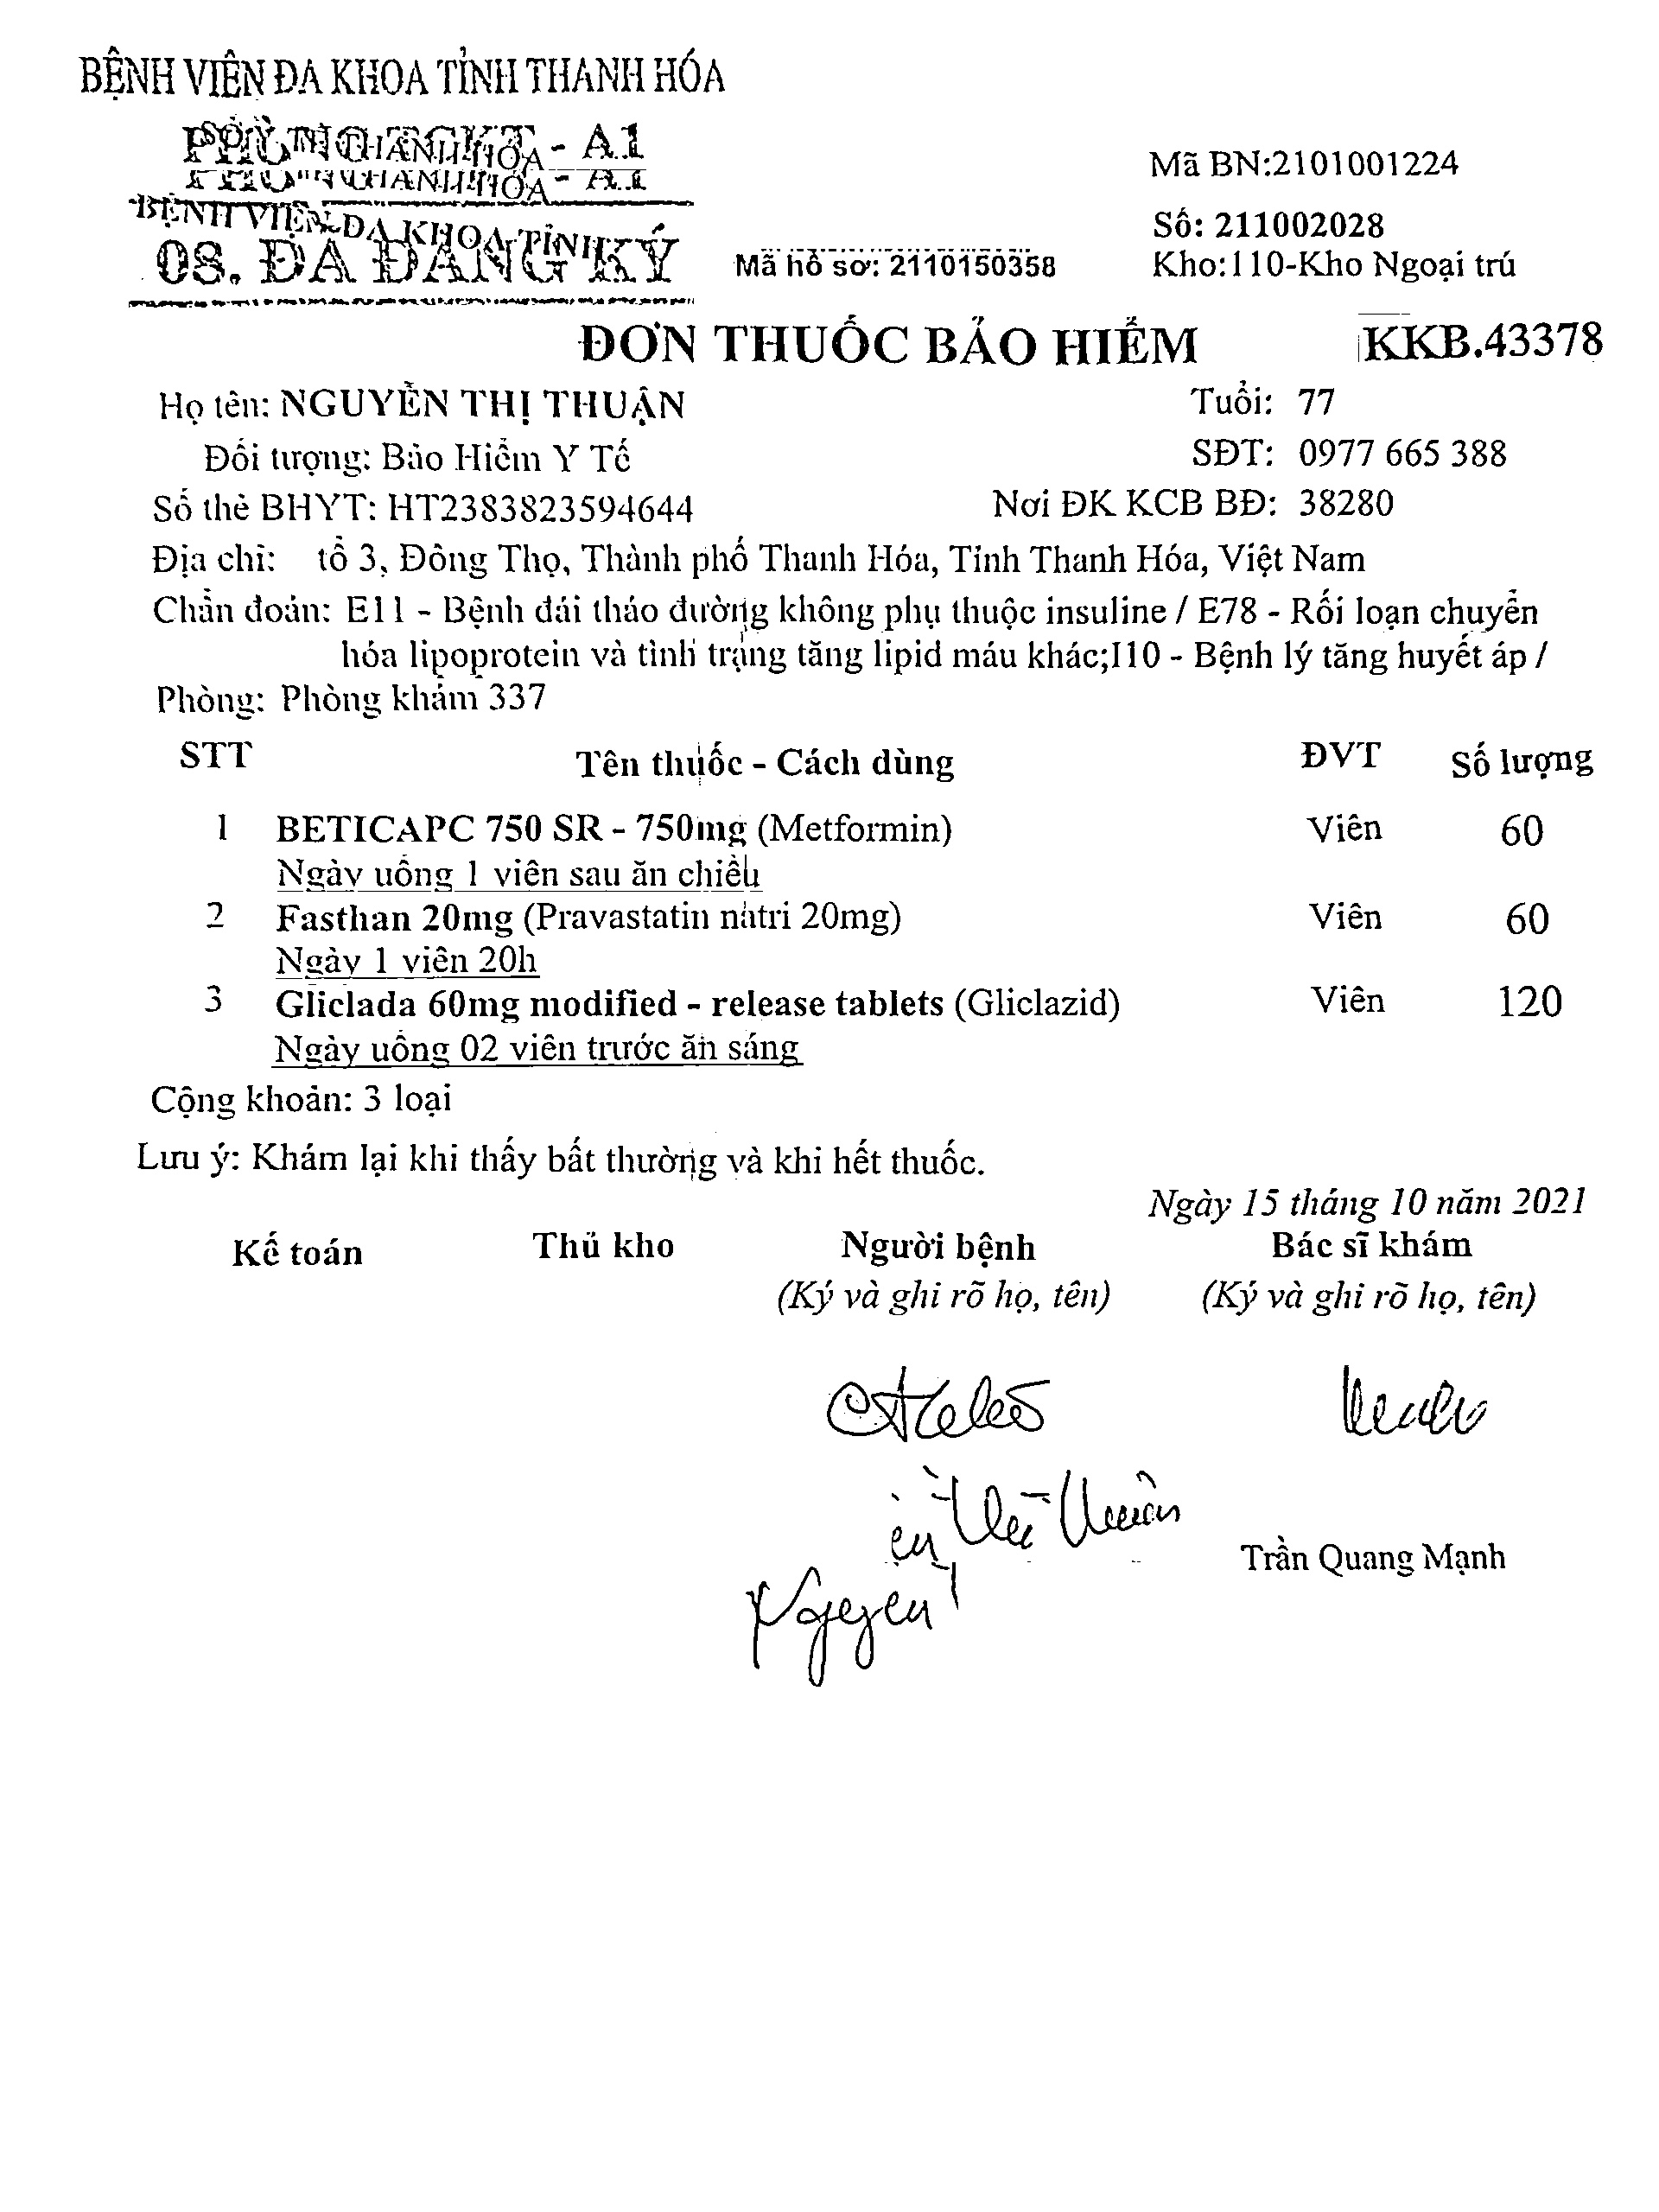 BỆNH VIỆN ĐA KHOA TỈNH THANH HÓA
PHÒNG TCKT - A1
BỆNH VIỆN ĐA KHOA TỈNH
08. ĐA ĐĂNG KÝ
Mã BN:2101001224
Số: 211002028
Mã hồ sơ: 2110150358
Kho:110-Kho Ngoại trú
ĐƠN THUỐC BẢO HIỂM KKB.43378
Họ tên: NGUYỄN THỊ THUẬN Tuổi: 77
Đối tượng: Bảo Hiểm Y Tế SĐT: 0977 665 388
Số thẻ BHYT: HT2383823594644 Nơi ĐK KCB BĐ: 38280
Địa chỉ: tổ 3, Đông Thọ, Thành phố Thanh Hóa, Tỉnh Thanh Hóa, Việt Nam
Chẩn đoán: E11 - Bệnh đái tháo đường không phụ thuộc insuline / E78 - Rối loạn chuyển
hóa lipoprotein và tình trạng tăng lipid máu khác;I10 - Bệnh lý tăng huyết áp /
Phòng: Phòng khám 337
STT Tên thuốc - Cách dùng ĐVT Số lượng
1 BETICAPC 750 SR - 750mg (Metformin) Viên 60
Ngày uống 1 viên sau ăn chiều
2 Fasthan 20mg (Pravastatin natri 20mg) Viên 60
Ngày 1 viên 20h
3 Gliclada 60mg modified - release tablets (Gliclazid) Viên 120
Ngày uống 02 viên trước ăn sáng
Cộng khoản: 3 loại
Lưu ý: Khám lại khi thấy bất thường và khi hết thuốc.
Ngày 15 tháng 10 năm 2021
Kế toán Thủ kho Người bệnh Bác sĩ khám
(Ký và ghi rõ họ, tên) (Ký và ghi rõ họ, tên)
Trần Quang Mạnh